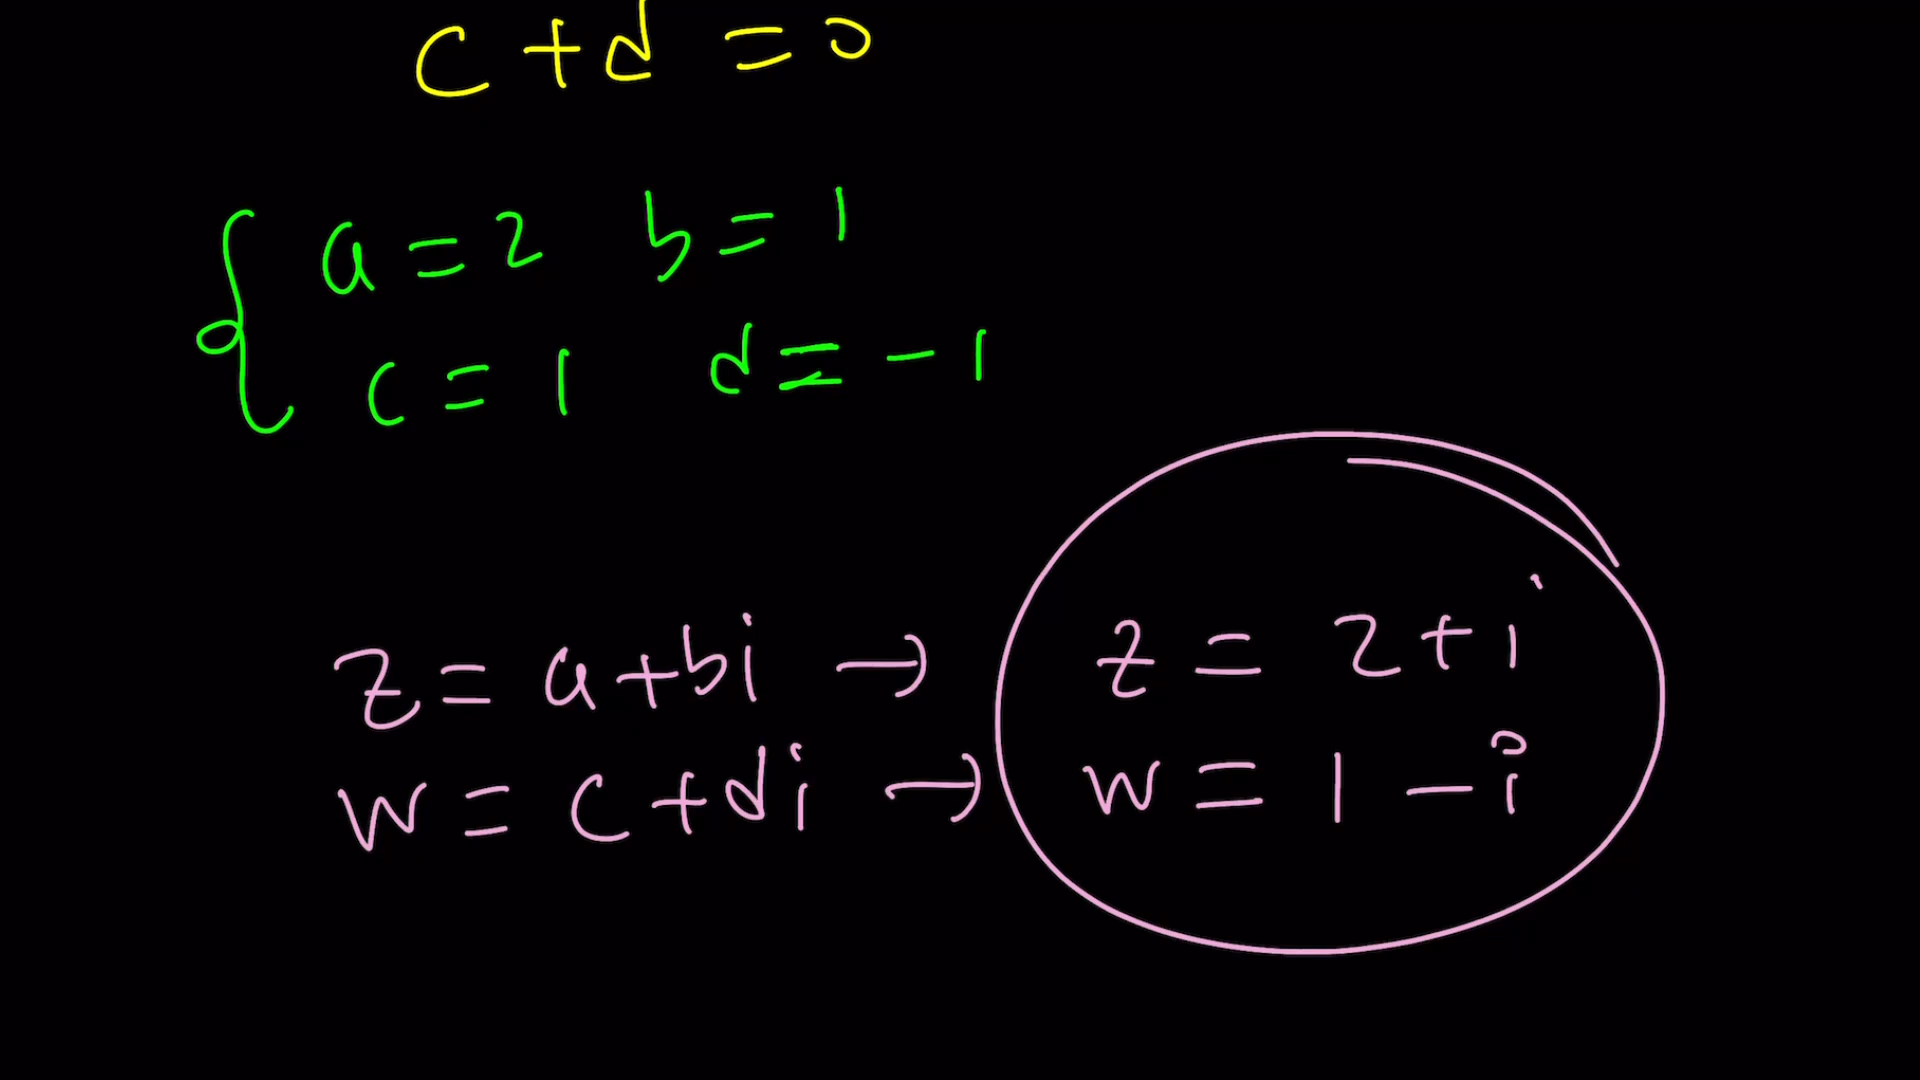 c + d = 0
{ a = 2 b = 1
c = 1 d = - 1
z = a + bi → z = 2 + i
w = c + di → w = 1 - i